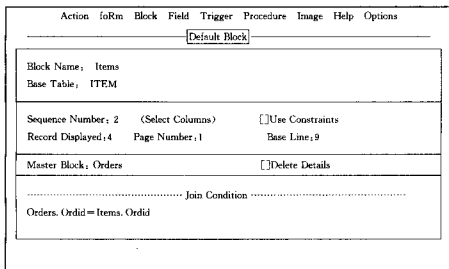 Action foRm Block Field Trigger Procedure Image Help Options
Default Block
Block Name: Items
Base Table: ITEM
Sequence Number: 2 (Select Columns) []Use Constraints
Record Displayed:4 Page Number:1 Base Line:9
Master Block: Orders []Delete Details
Join Condition
Orders. Ordid=Items. Ordid